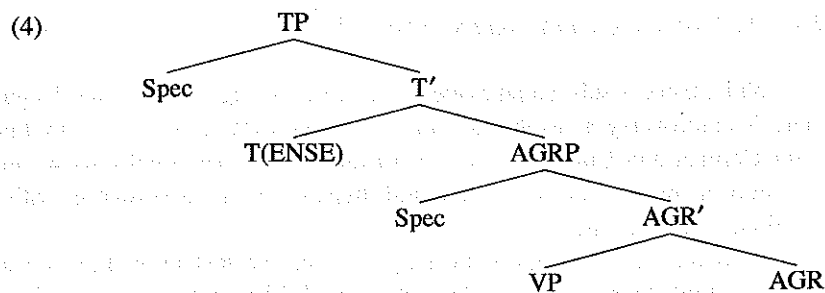 (4) TP
Spec T′
T(ENSE) AGRP
Spec AGR′
VP AGR